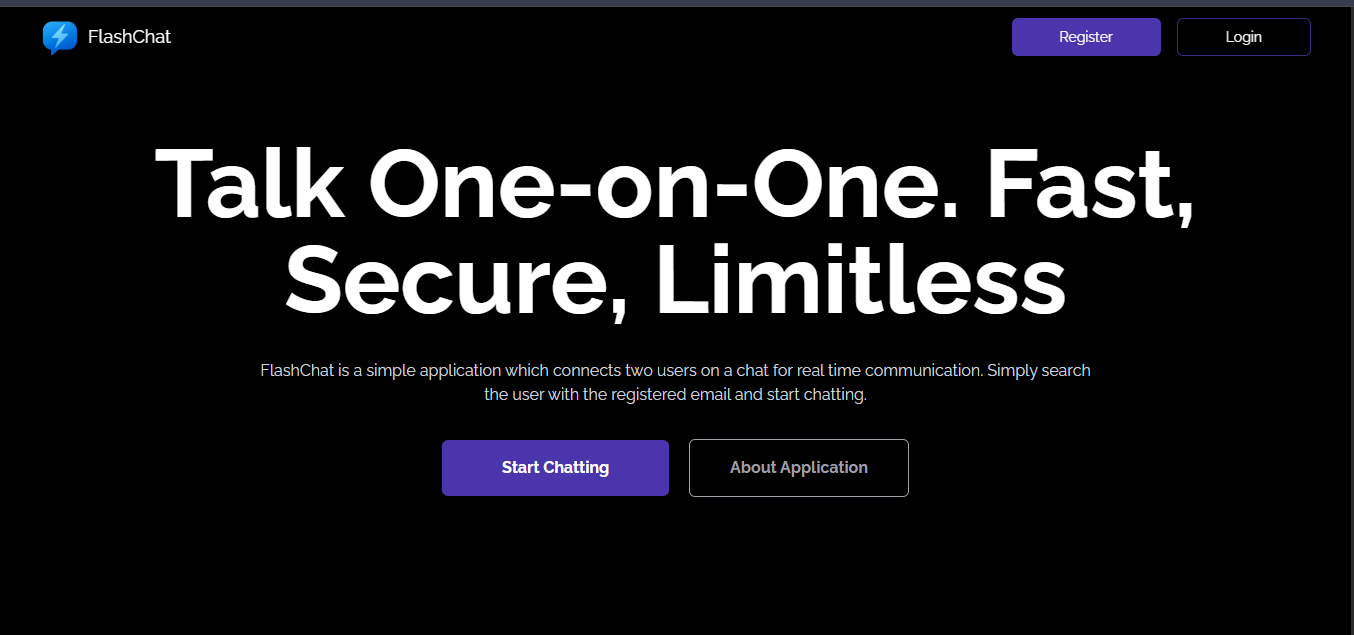 FlashChat
Register
Login
Talk One-on-One. Fast,
Secure, Limitless
FlashChat is a simple application which connects two users on a chat for real time communication. Simply search
the user with the registered email and start chatting.
Start Chatting
About Application